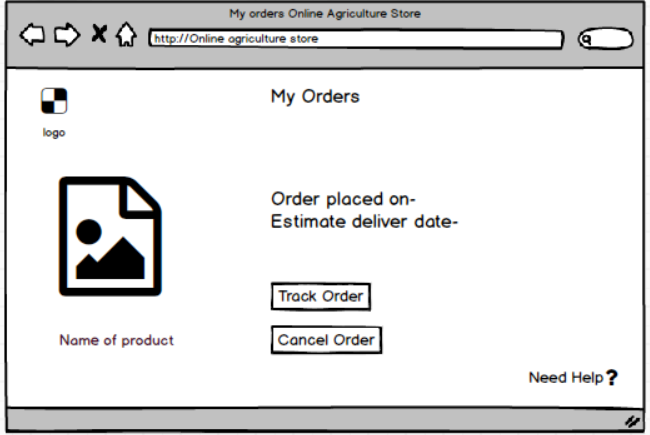 My orders Online Agriculture Store
http://Online agriculture store
My Orders
logo
Order placed on-
Estimate deliver date-
Track Order
Name of product
Cancel Order
Need Help?